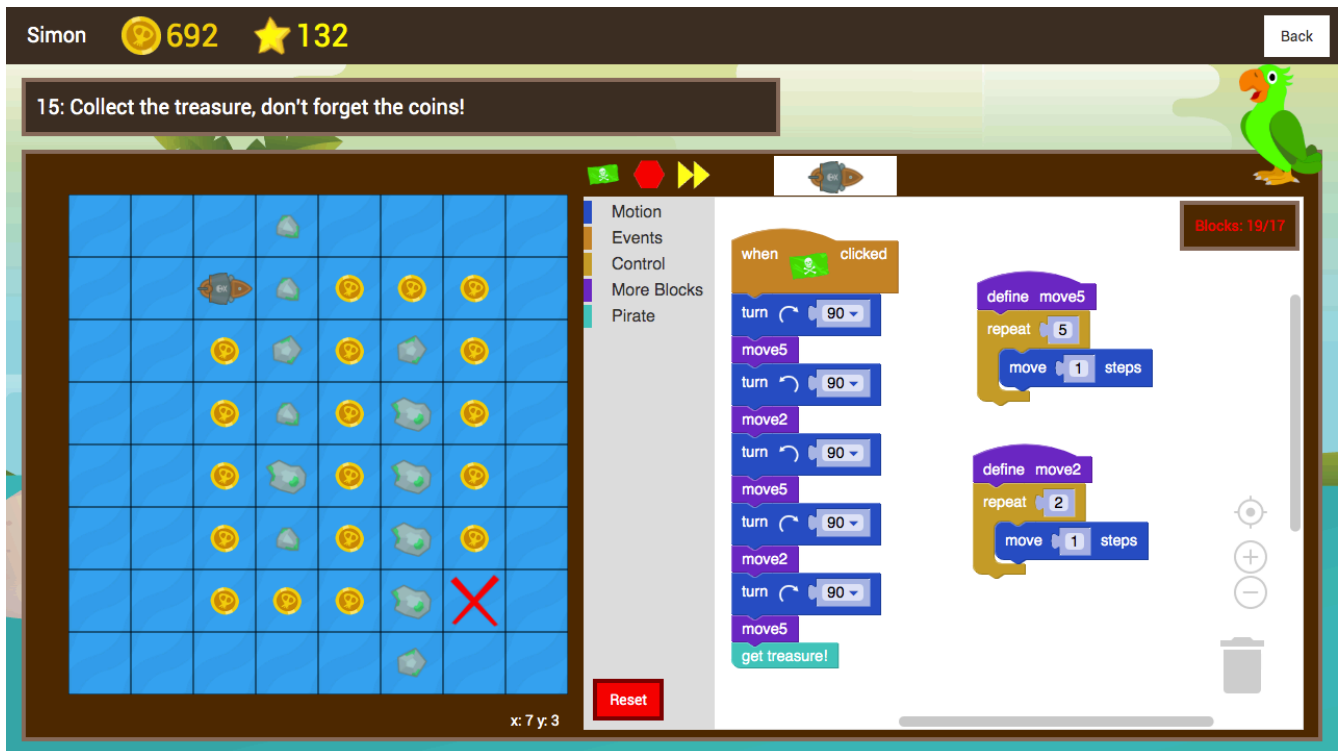 Simon 692 132 Back
15: Collect the treasure, don't forget the coins!
Motion
Events
Control
More Blocks
Pirate
Blocks: 19/17
when clicked
turn 90
move5
turn 90
move2
turn 90
move5
turn 90
move2
turn 90
move5
get treasure!
define move5
repeat 5
move 1 steps
define move2
repeat 2
move 1 steps
Reset
x: 7 y: 3